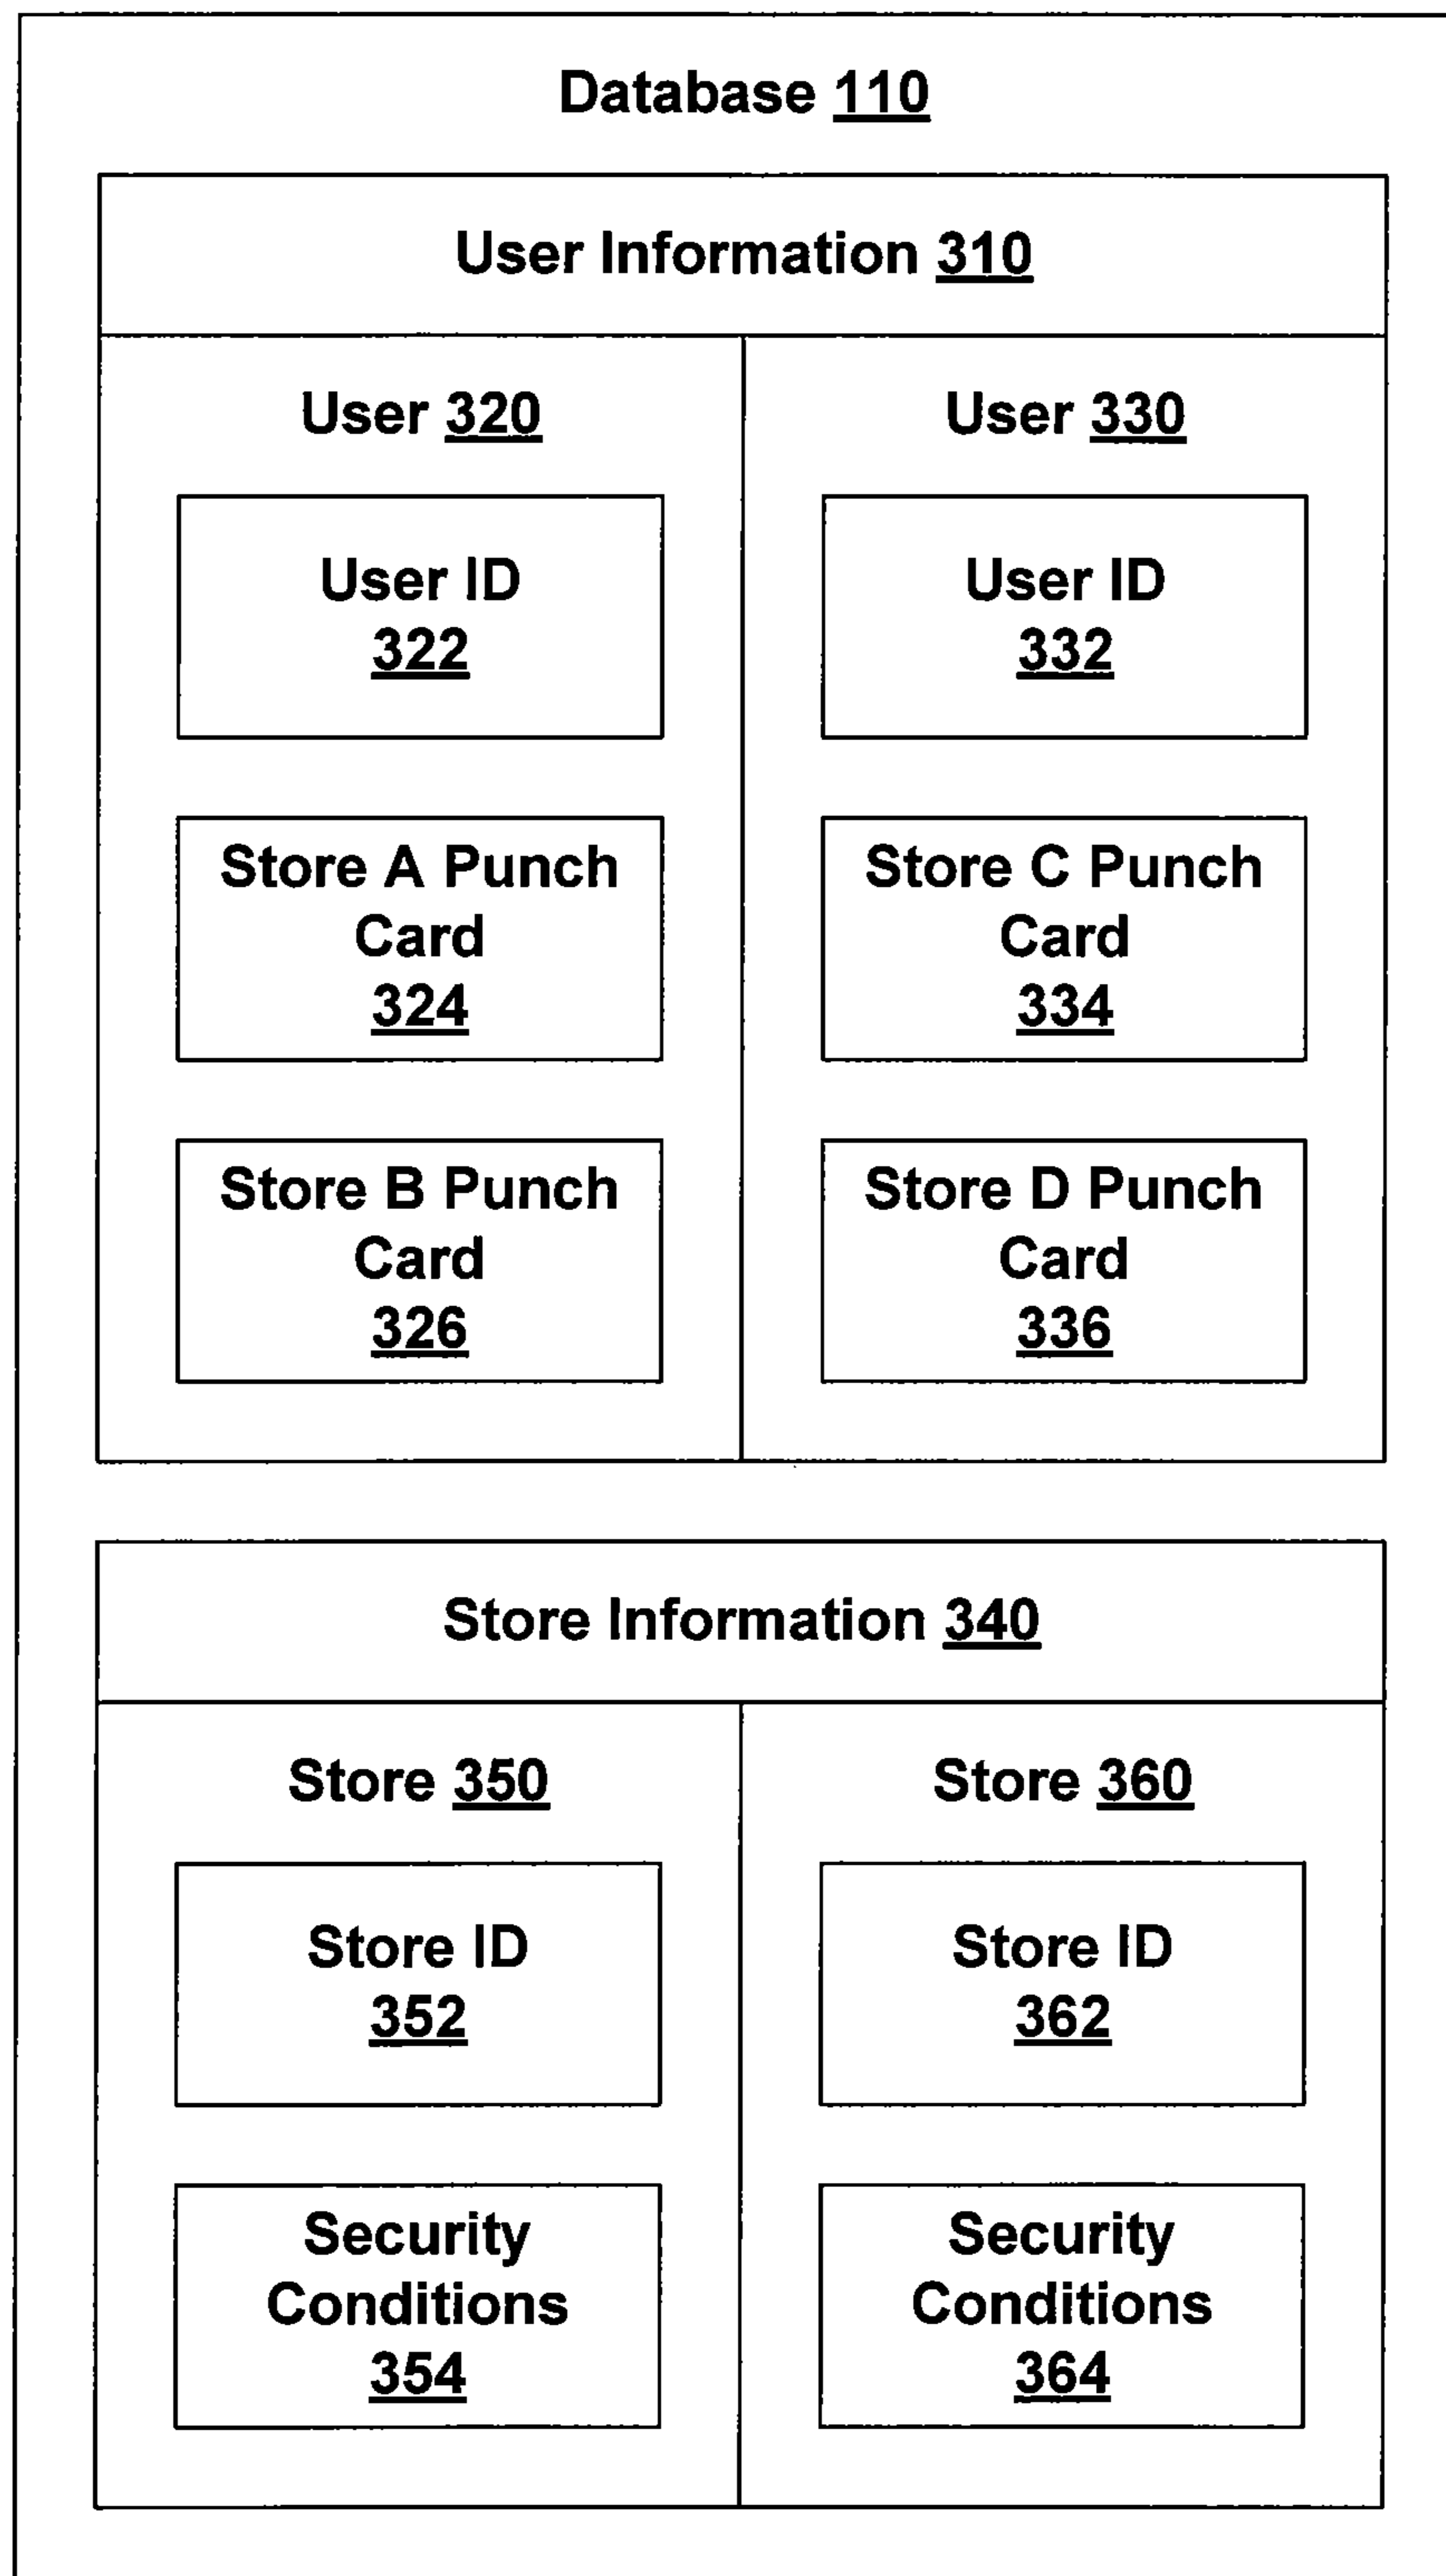 Database 110
User Information 310
User 320
User ID
322
Store A Punch
Card
324
Store B Punch
Card
326
User 330
User ID
332
Store C Punch
Card
334
Store D Punch
Card
336
Store Information 340
Store 350
Store ID
352
Security
Conditions
354
Store 360
Store ID
362
Security
Conditions
364